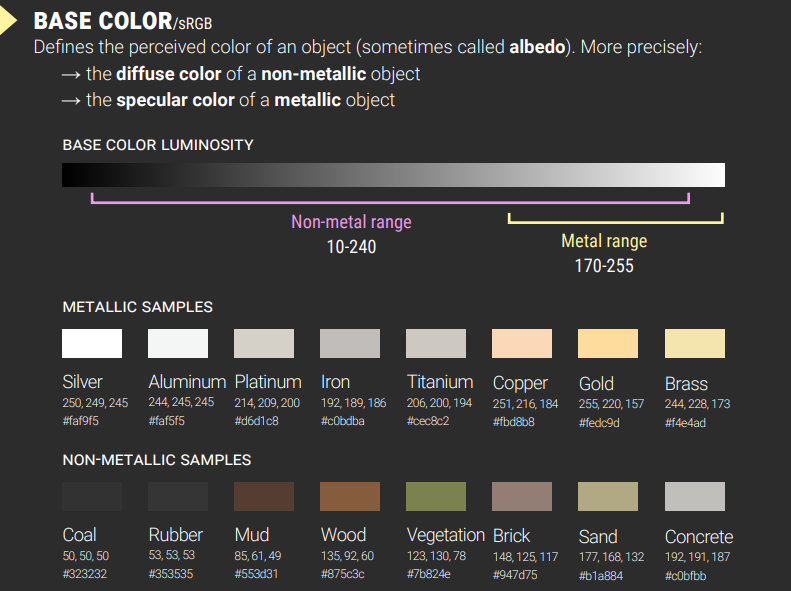 BASE COLOR/sRGB
Defines the perceived color of an object (sometimes called albedo). More precisely:
→ the diffuse color of a non-metallic object
→ the specular color of a metallic object
BASE COLOR LUMINOSITY
Non-metal range
10-240
Metal range
170-255
METALLIC SAMPLES
Silver Aluminum Platinum Iron Titanium Copper Gold Brass
250, 249, 245 244, 245, 245 214, 209, 200 192, 189, 186 206, 200, 194 251, 216, 184 255, 220, 157 244, 228, 173
#faf9f5 #faf5f5 #d6d1c8 #c0bdba #cec8c2 #fbd8b8 #fedc9d #f4e4ad
NON-METALLIC SAMPLES
Coal Rubber Mud Wood Vegetation Brick Sand Concrete
50, 50, 50 53, 53, 53 85, 61, 49 135, 92, 60 123, 130, 78 148, 125, 117 177, 168, 132 192, 191, 187
#323232 #353535 #553d31 #875c3c #7b824e #947d75 #b1a884 #c0bfbb